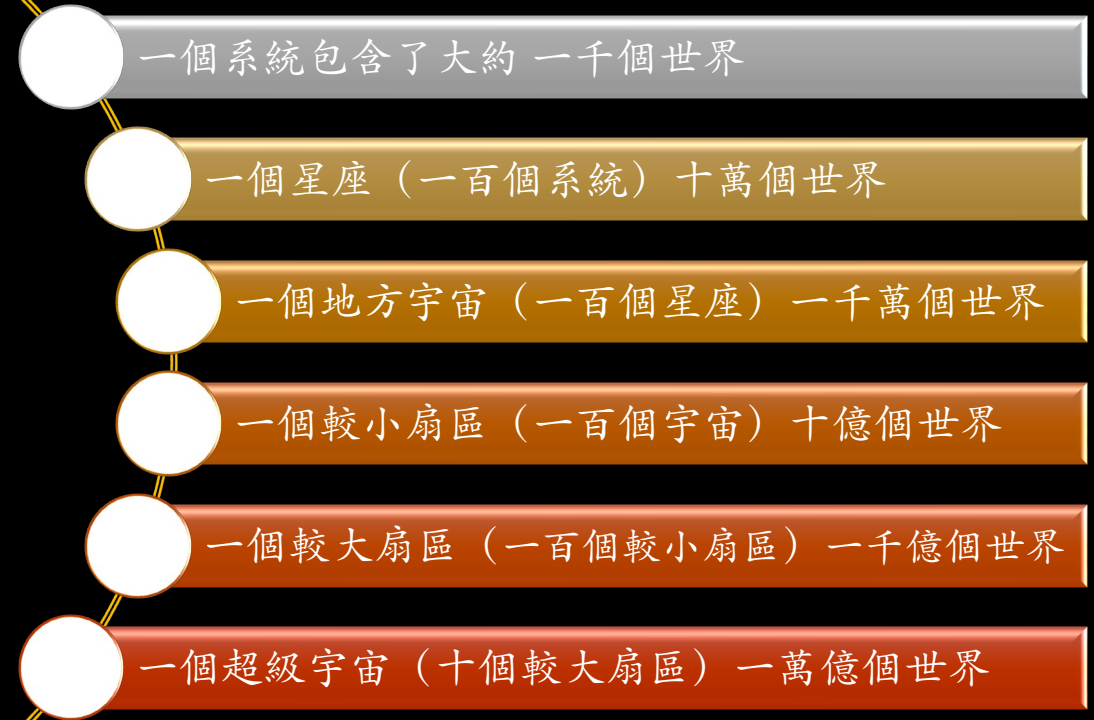 一個系統包含了大約 一千個世界
一個星座（一百個系統）十萬個世界
一個地方宇宙（一百個星座）一千萬個世界
一個較小扇區（一百個宇宙）十億個世界
一個較大扇區（一百個較小扇區）一千億個世界
一個超級宇宙（十個較大扇區）一萬億個世界